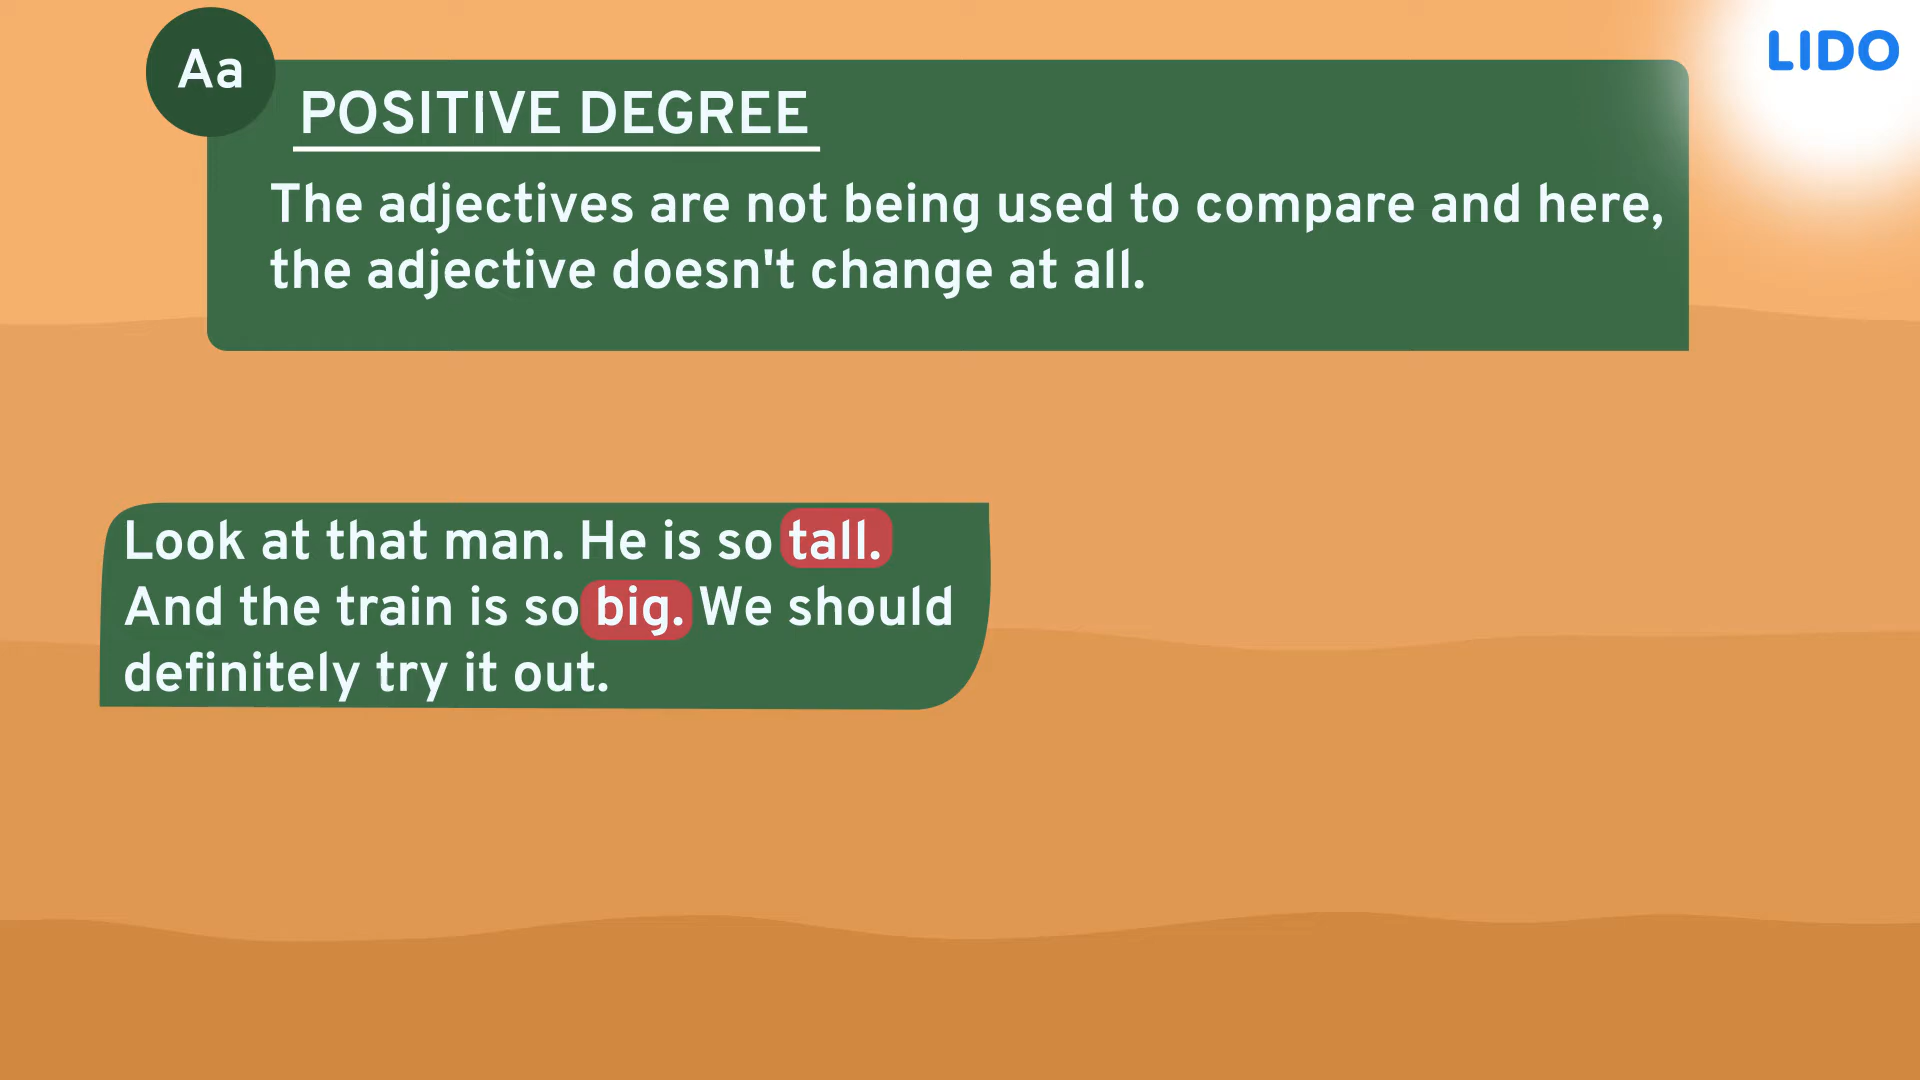 LIDO
Aa
POSITIVE DEGREE
The adjectives are not being used to compare and here,
the adjective doesn't change at all.
Look at that man. He is so tall.
And the train is so big. We should
definitely try it out.